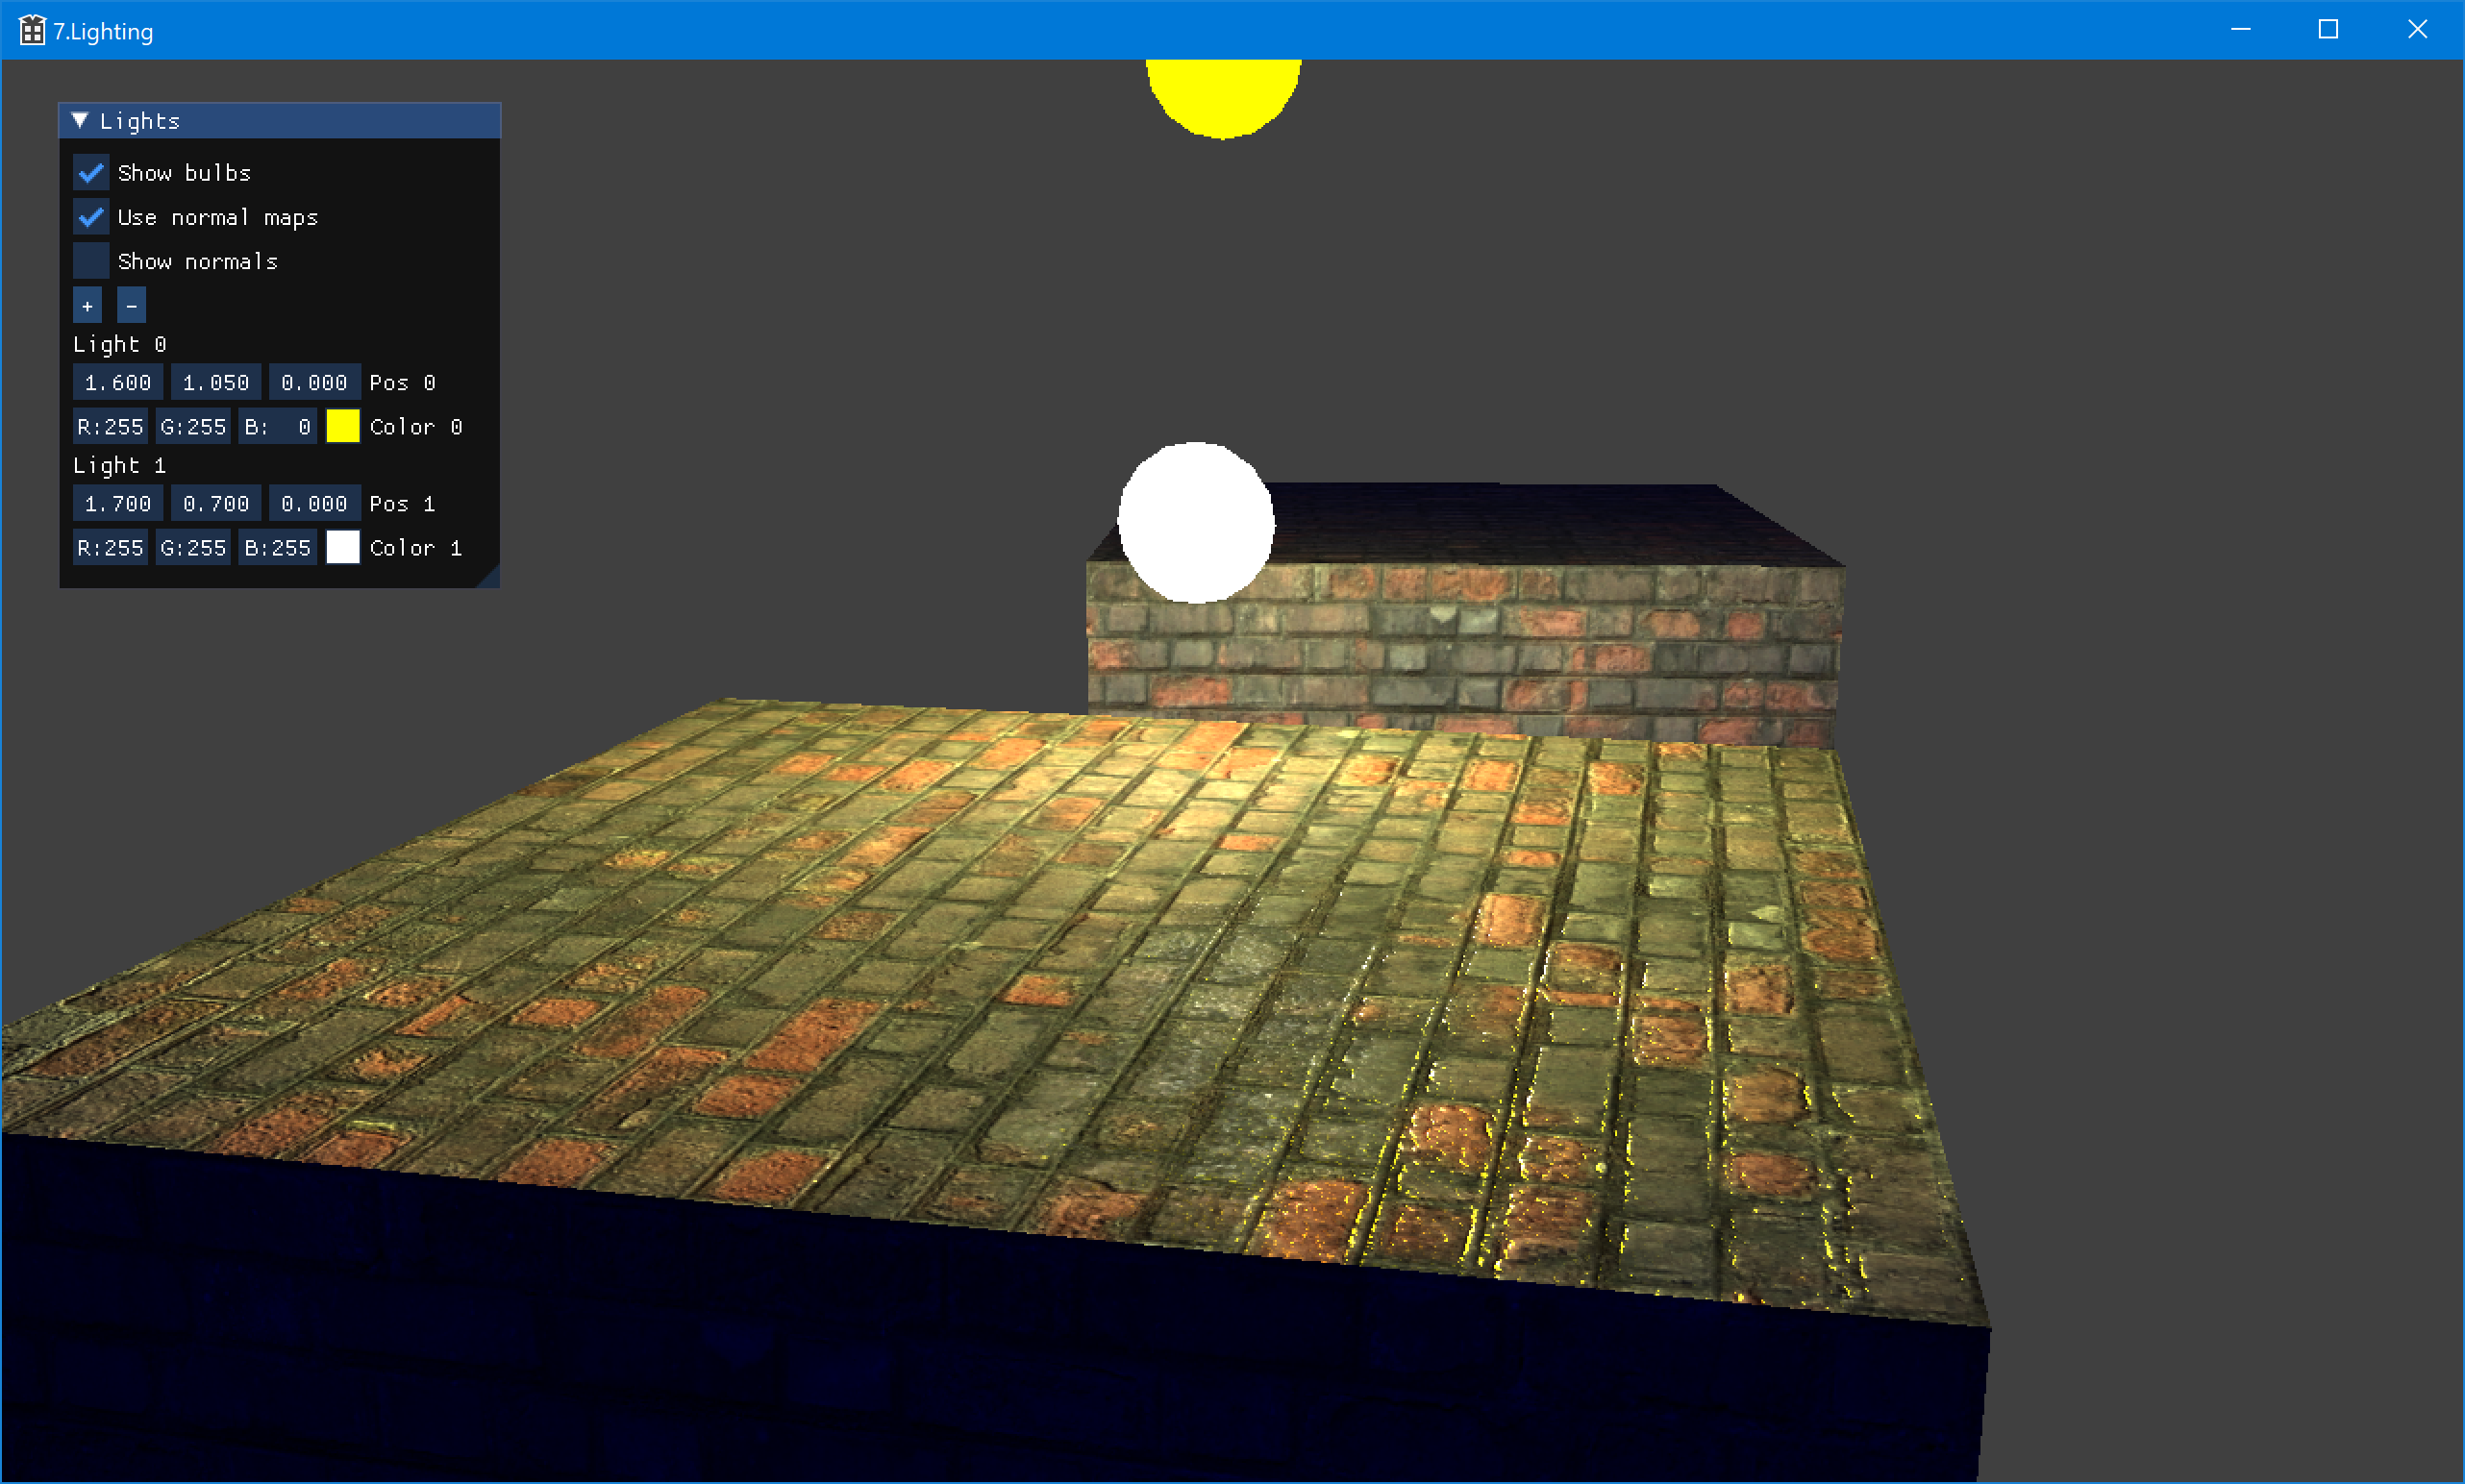 7.Lighting
Lights
Show bulbs
Use normal maps
Show normals
+ -
Light 0
1.600 1.050 0.000 Pos 0
R:255 G:255 B: 0 Color 0
Light 1
1.700 0.700 0.000 Pos 1
R:255 G:255 B:255 Color 1